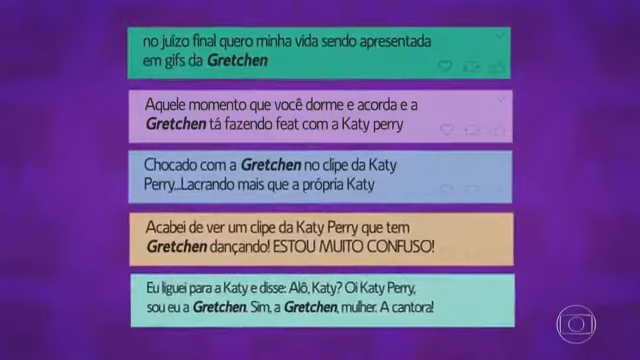 no juízo final quero minha vida sendo apresentada
em gifs da Gretchen
Aquele momento que você dorme e acorda e a
Gretchen tá fazendo feat com a Katy perry
Chocado com a Gretchen no clipe da Katy
Perry...Lacrando mais que a própria Katy
Acabei de ver um clipe da Katy Perry que tem
Gretchen dançando! ESTOU MUITO CONFUSO!
Eu liguei para a Katy e disse: Alô, Katy? Oi Katy Perry,
sou eu a Gretchen. Sim, a Gretchen, mulher. A cantora!